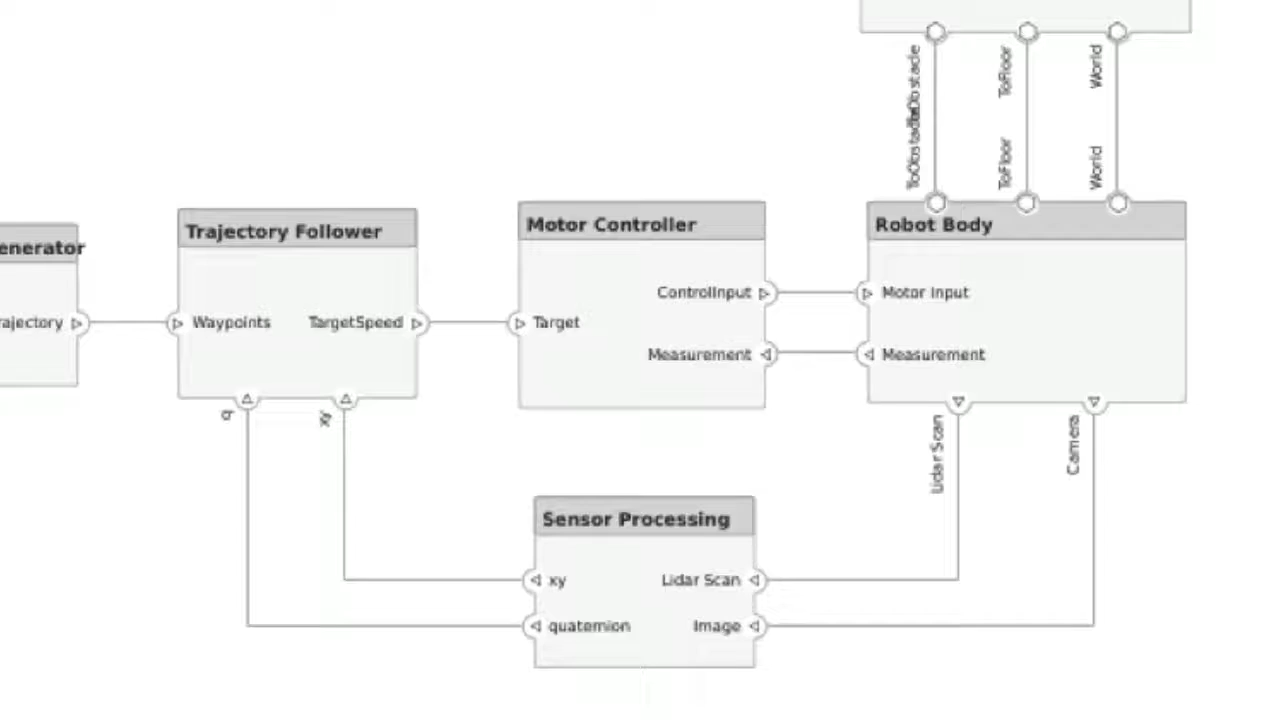 ToObstacle
ToFloor
World
ToObstacle
ToFloor
World
enerator
Trajectory Follower
Motor Controller
Robot Body
ControlInput
Motor Input
rajectory
Waypoints
TargetSpeed
Target
Measurement
Measurement
q
xy
Lidar Scan
Camera
Sensor Processing
xy
Lidar Scan
quaternion
Image